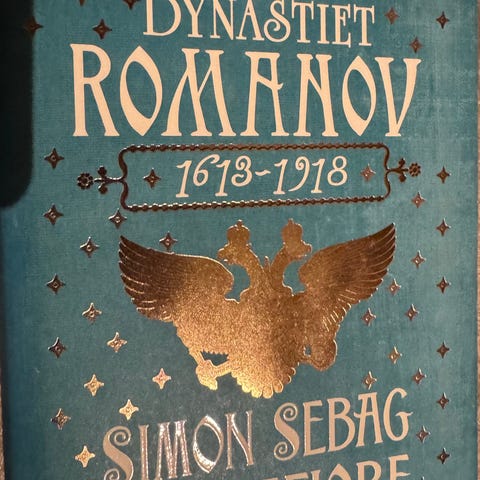 DYNASTIET
ROMANOV
1613-1918
SIMON SEBAG